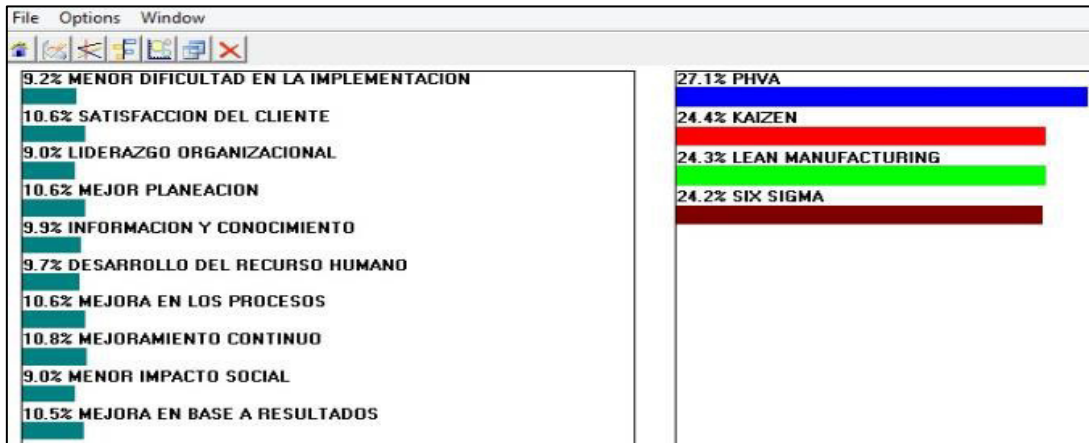 File Options Window
9.2% MENOR DIFICULTAD EN LA IMPLEMENTACION
10.6% SATISFACCION DEL CLIENTE
9.0% LIDERAZGO ORGANIZACIONAL
10.6% MEJOR PLANEACION
9.9% INFORMACION Y CONOCIMIENTO
9.7% DESARROLLO DEL RECURSO HUMANO
10.6% MEJORA EN LOS PROCESOS
10.8% MEJORAMIENTO CONTINUO
9.0% MENOR IMPACTO SOCIAL
10.5% MEJORA EN BASE A RESULTADOS
27.1% PHVA
24.4% KAIZEN
24.3% LEAN MANUFACTURING
24.2% SIX SIGMA